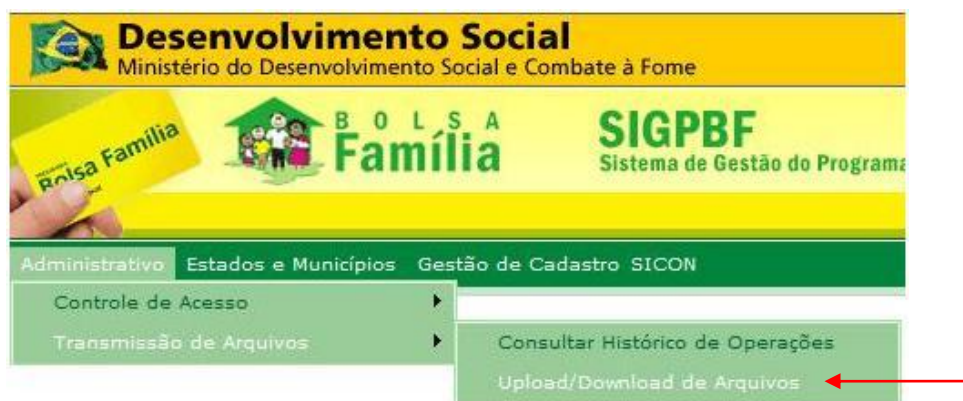 Desenvolvimento Social
Ministério do Desenvolvimento Social e Combate à Fome
Bolsa Família
BOLSA
Família
SIGPBF
Sistema de Gestão do Programa
Administrativo Estados e Municípios Gestão de Cadastro SICON
Controle de Acesso
Transmissão de Arquivos
Consultar Histórico de Operações
Upload/Download de Arquivos